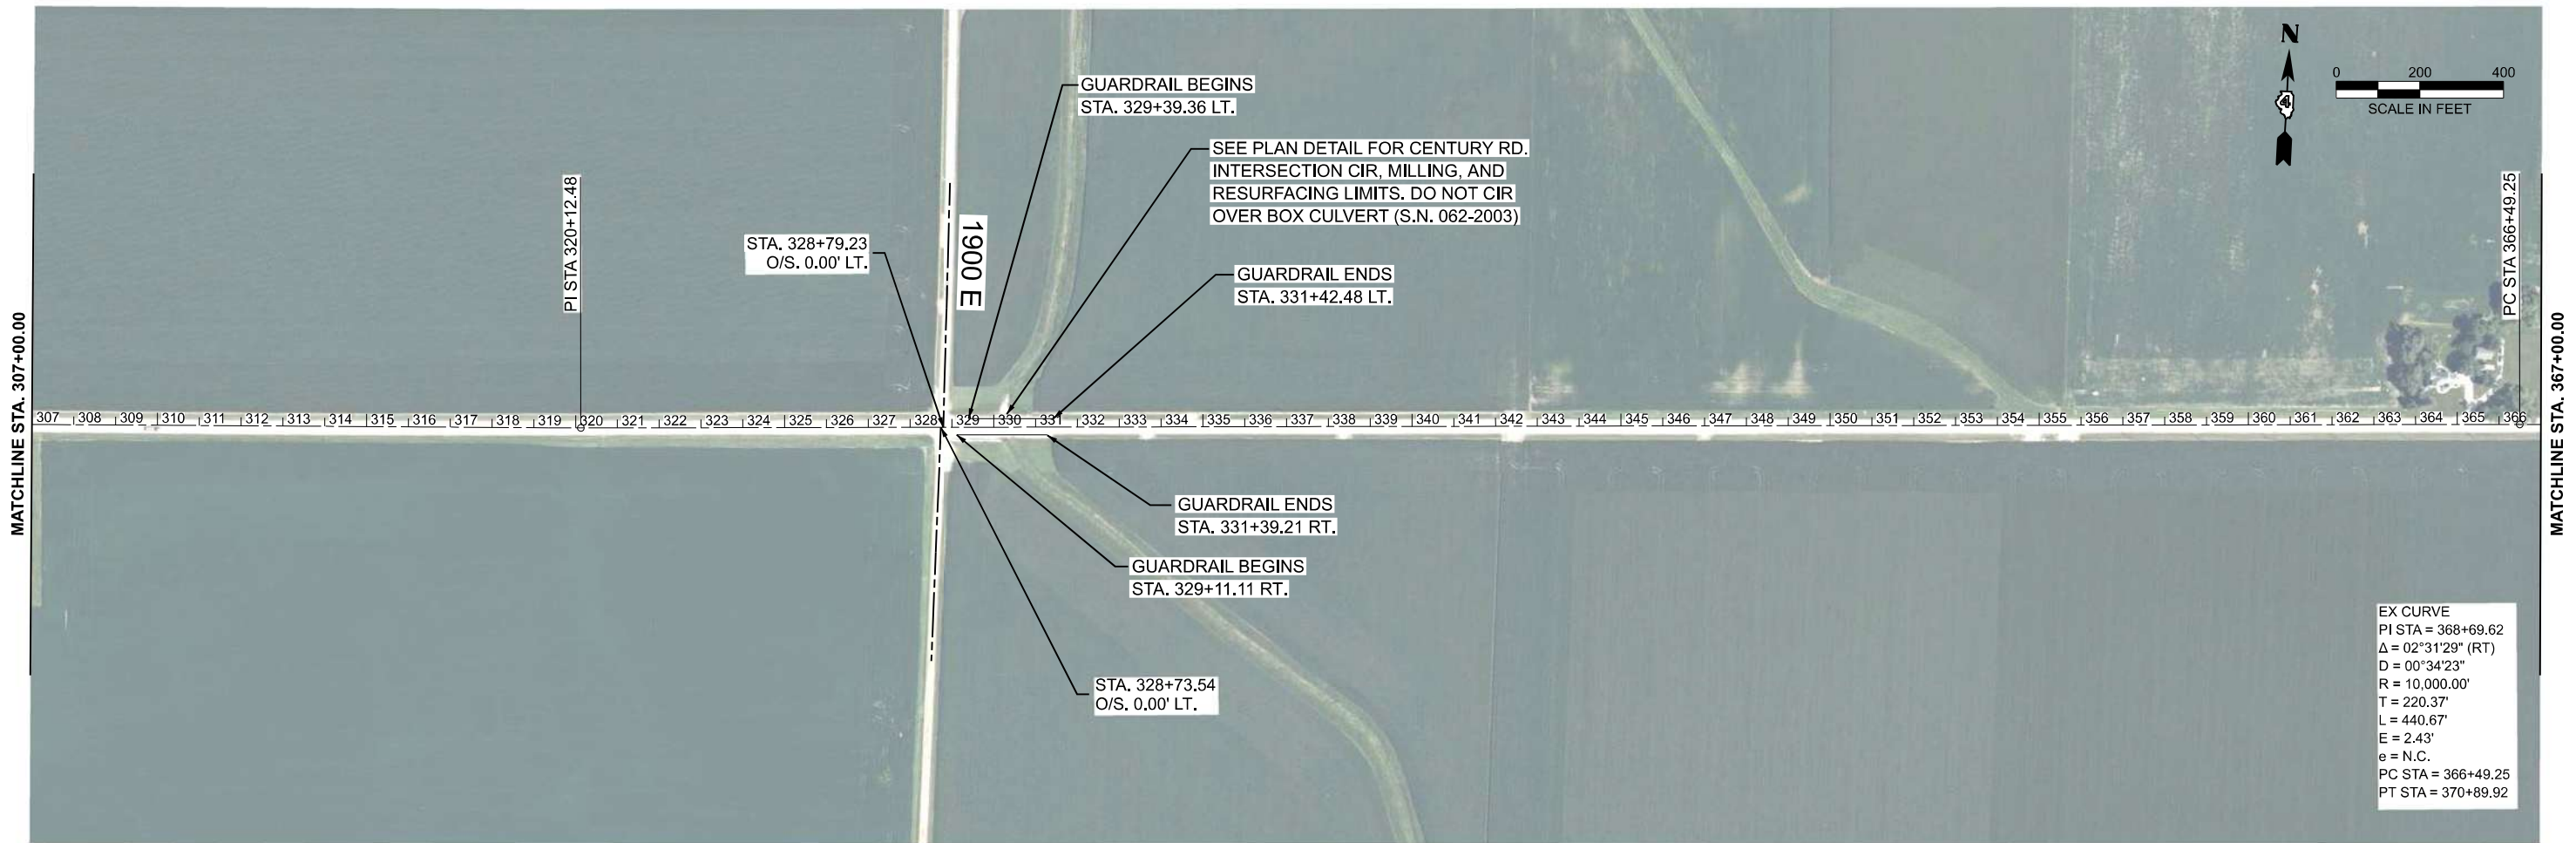 N
4
0 200 400
SCALE IN FEET
GUARDRAIL BEGINS
STA. 329+39.36 LT.
SEE PLAN DETAIL FOR CENTURY RD.
INTERSECTION CIR, MILLING, AND
RESURFACING LIMITS. DO NOT CIR
OVER BOX CULVERT (S.N. 062-2003)
PI STA 320+12.48
STA. 328+79.23
O/S. 0.00' LT.
1900 E
GUARDRAIL ENDS
STA. 331+42.48 LT.
PC STA 366+49.25
MATCHLINE STA. 307+00.00
MATCHLINE STA. 367+00.00
307 308 309 310 311 312 313 314 315 316 317 318 319 320 321 322 323 324 325 326 327 328 329 330 331 332 333 334 335 336 337 338 339 340 341 342 343 344 345 346 347 348 349 350 351 352 353 354 355 356 357 358 359 360 361 362 363 364 365 366
GUARDRAIL ENDS
STA. 331+39.21 RT.
GUARDRAIL BEGINS
STA. 329+11.11 RT.
STA. 328+73.54
O/S. 0.00' LT.
EX CURVE
PI STA = 368+69.62
Δ = 02°31'29" (RT)
D = 00°34'23"
R = 10,000.00'
T = 220.37'
L = 440.67'
E = 2.43'
e = N.C.
PC STA = 366+49.25
PT STA = 370+89.92